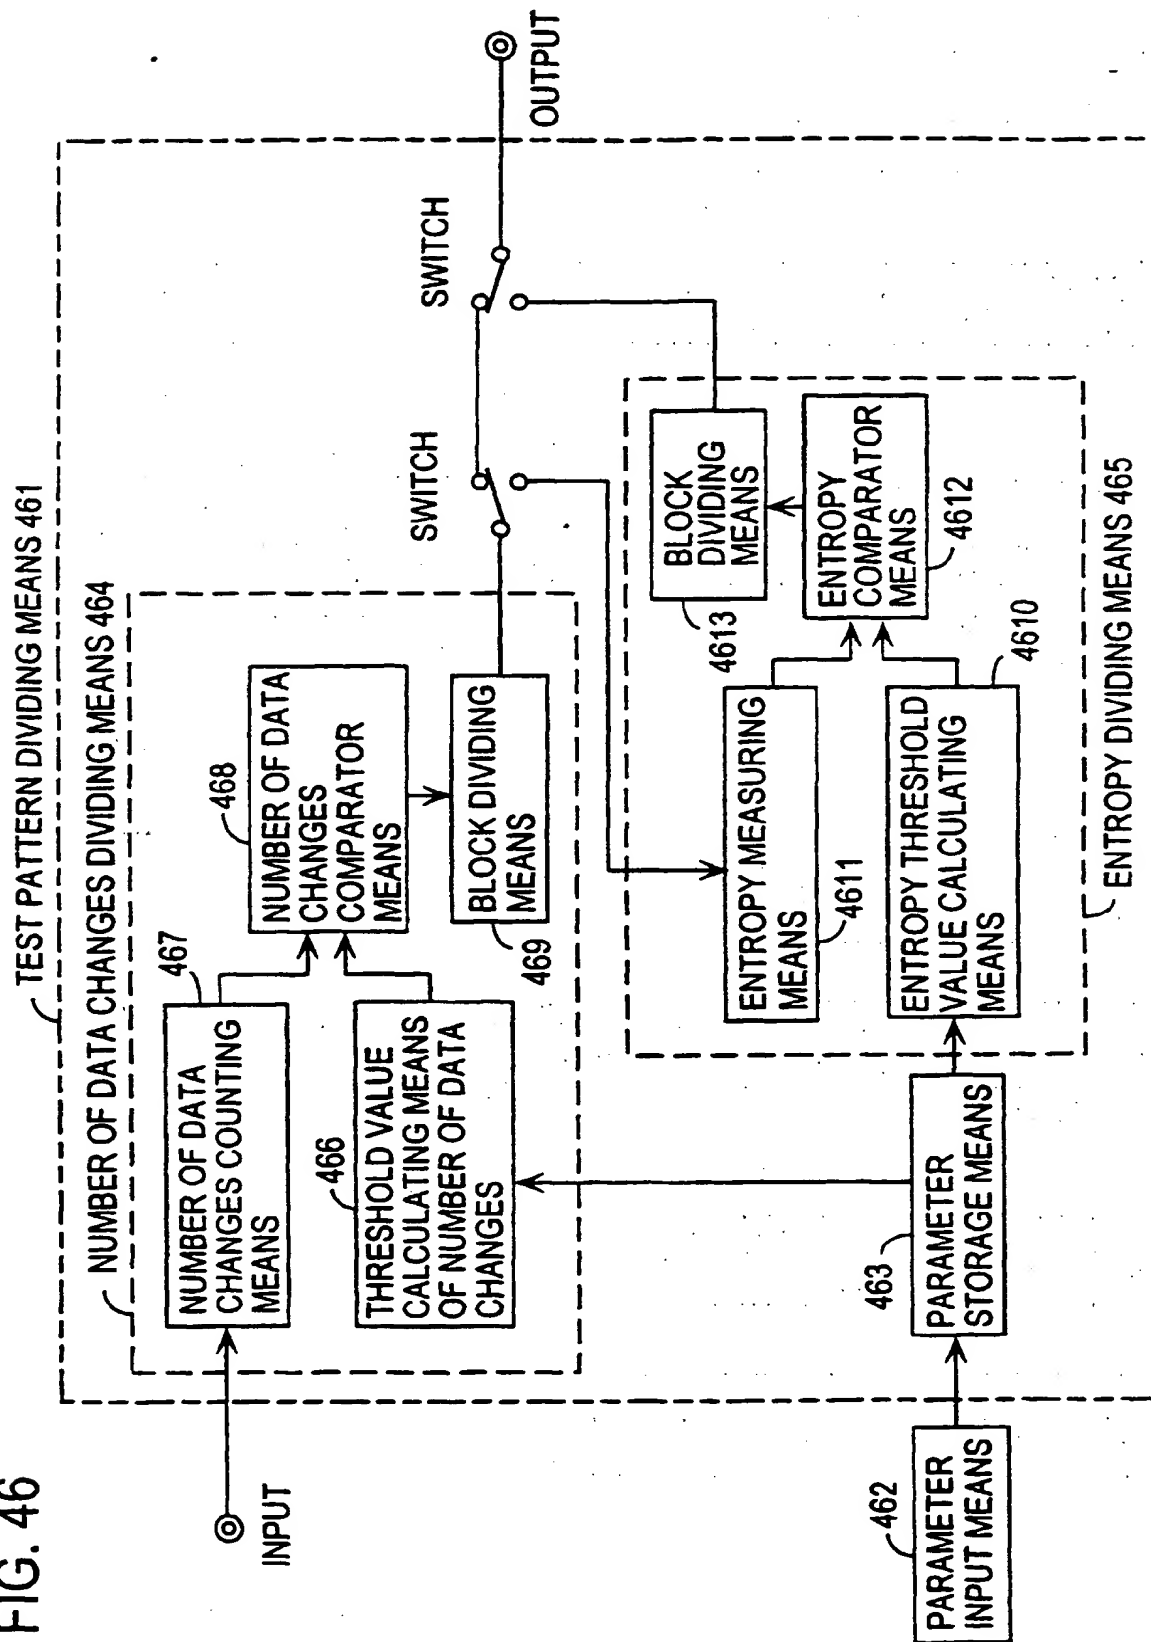 FIG. 46
TEST PATTERN DIVIDING MEANS 461
NUMBER OF DATA CHANGES DIVIDING MEANS 464
INPUT
467
NUMBER OF DATA
CHANGES COUNTING
MEANS
466
THRESHOLD VALUE
CALCULATING MEANS
OF NUMBER OF DATA
CHANGES
468
NUMBER OF DATA
CHANGES
COMPARATOR
MEANS
BLOCK DIVIDING
MEANS
469
SWITCH
SWITCH
OUTPUT
ENTROPY MEASURING
MEANS
4611
ENTROPY THRESHOLD
VALUE CALCULATING
MEANS
4610
BLOCK
DIVIDING
MEANS
4613
ENTROPY
COMPARATOR
MEANS
4612
ENTROPY DIVIDING MEANS 465
462
PARAMETER
INPUT MEANS
463
PARAMETER
STORAGE MEANS